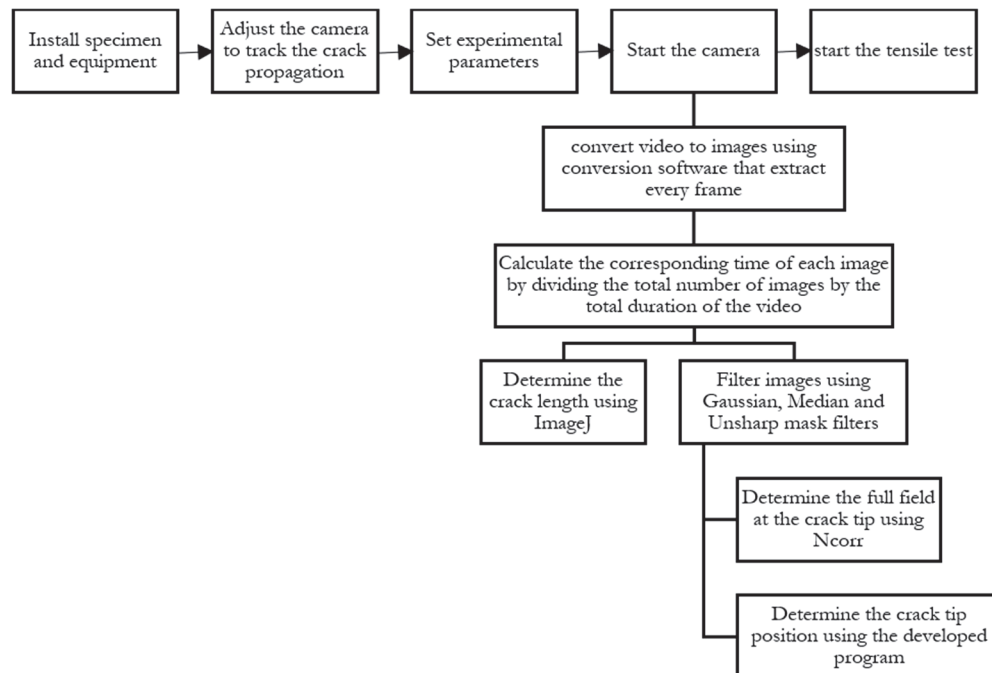 Install specimen
and equipment
Adjust the camera
to track the crack
propagation
Set experimental
parameters
Start the camera
start the tensile test
convert video to images using
conversion software that extract
every frame
Calculate the corresponding time of each image
by dividing the total number of images by the
total duration of the video
Determine the
crack length using
ImageJ
Filter images using
Gaussian, Median and
Unsharp mask filters
Determine the full field
at the crack tip using
Ncorr
Determine the crack tip
position using the developed
program